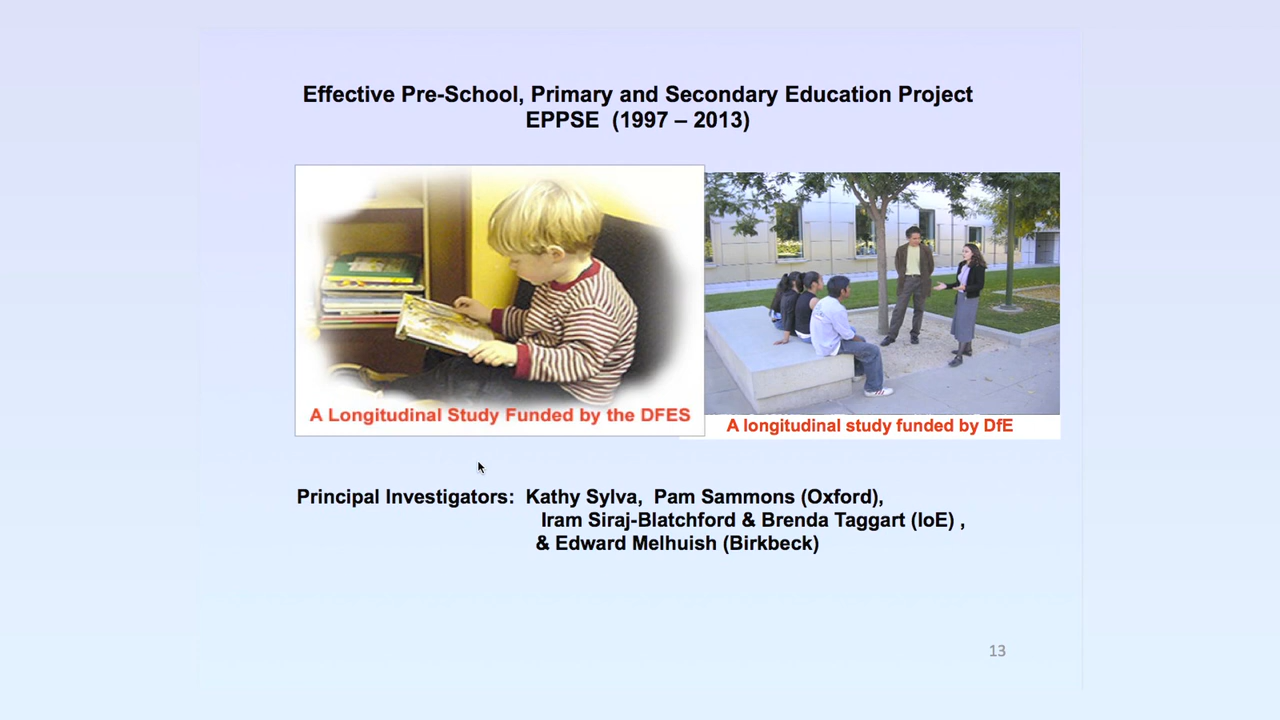 Effective Pre-School, Primary and Secondary Education Project
EPPSE (1997 – 2013)
A Longitudinal Study Funded by the DFES
A longitudinal study funded by DfE
Principal Investigators: Kathy Sylva, Pam Sammons (Oxford),
Iram Siraj-Blatchford & Brenda Taggart (IoE) ,
& Edward Melhuish (Birkbeck)
13